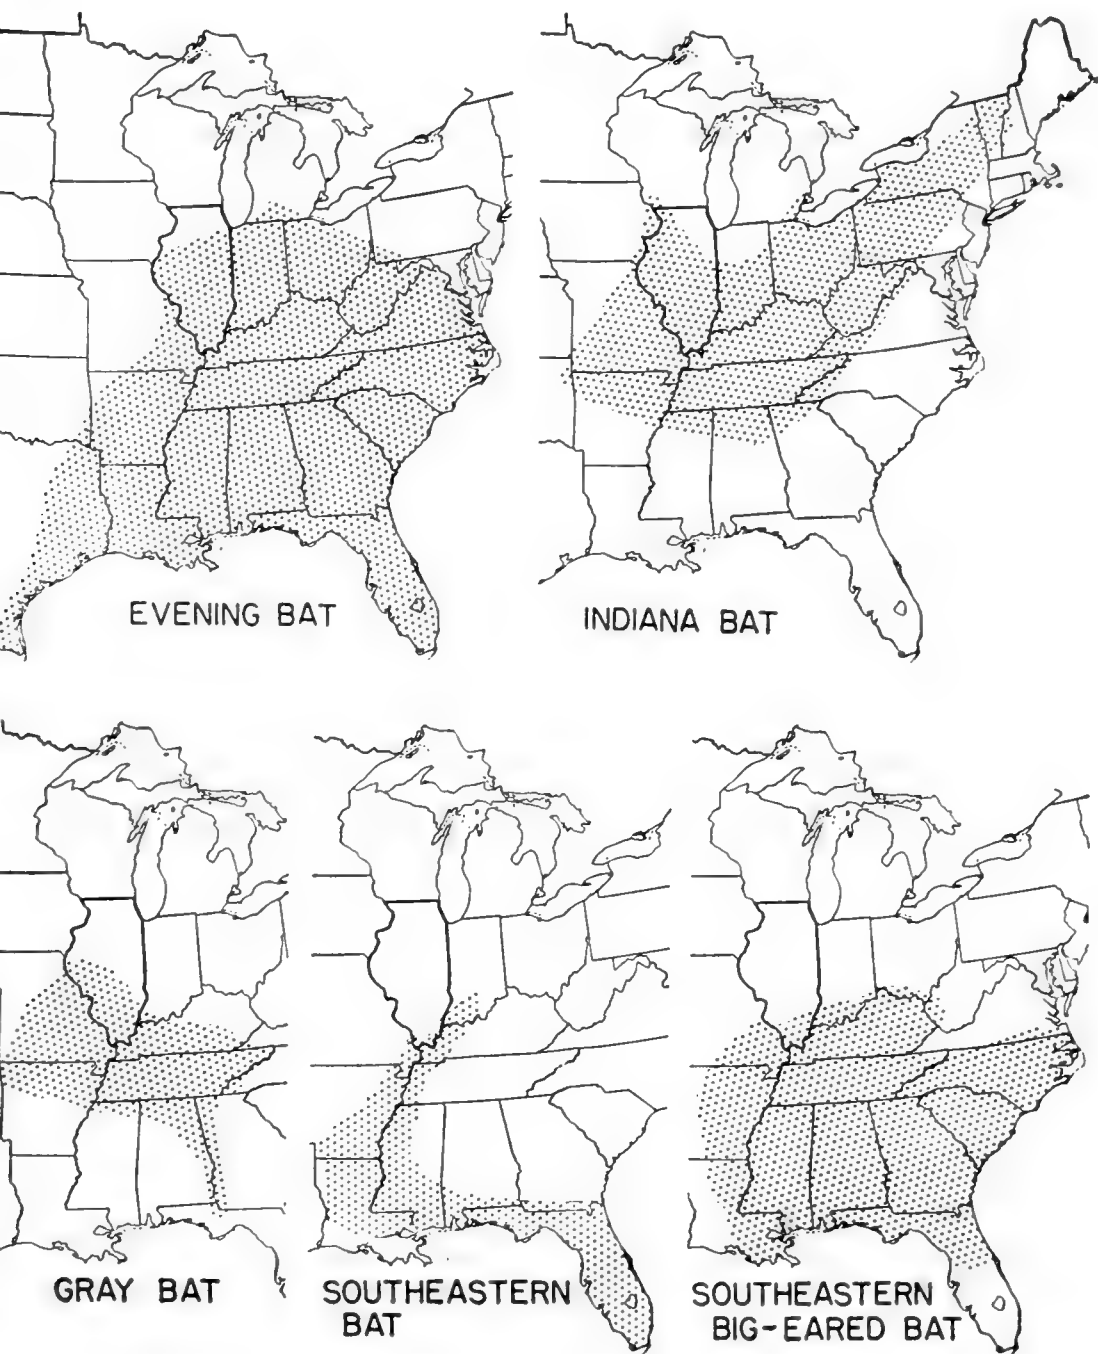 EVENING BAT
INDIANA BAT
GRAY BAT
SOUTHEASTERN
BAT
SOUTHEASTERN
BIG-EARED BAT